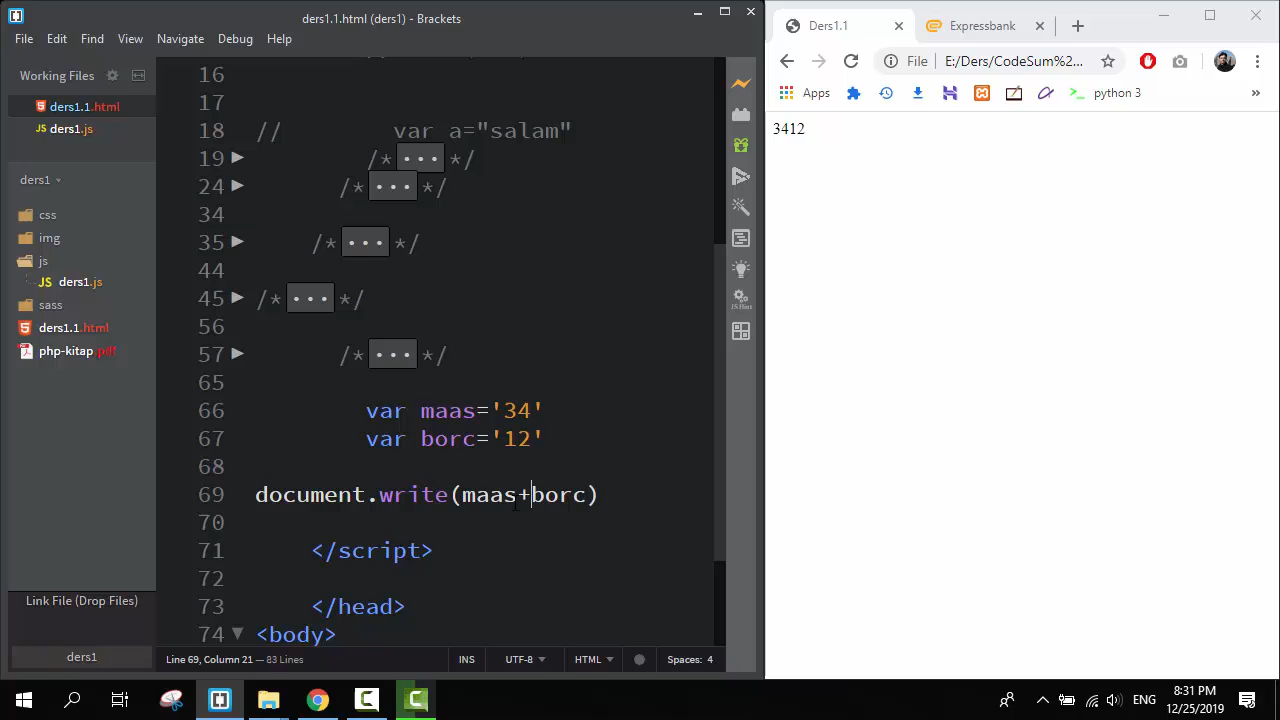 ders1.1.html (ders1) - Brackets
File Edit Find View Navigate Debug Help
Working Files
ders1.1.html
ders1.js
ders1
css
img
js
JS ders1.js
sass
ders1.1.html
php-kitap.pdf
Link File (Drop Files)
ders1
16
17
18 // var a="salam"
19 /* ... */
24 /* ... */
34
35 /* ... */
44
45 /* ... */
56
57 /* ... */
65
66 var maas='34'
67 var borc='12'
68
69 document.write(maas+borc)
70
71 </script>
72
73 </head>
74 <body>
Line 69, Column 21 — 83 Lines
INS UTF-8 HTML Spaces: 4
Ders1.1 Expressbank
File E:/Ders/CodeSum%2...
Apps python 3 »
3412
ENG 8:31 PM
12/25/2019